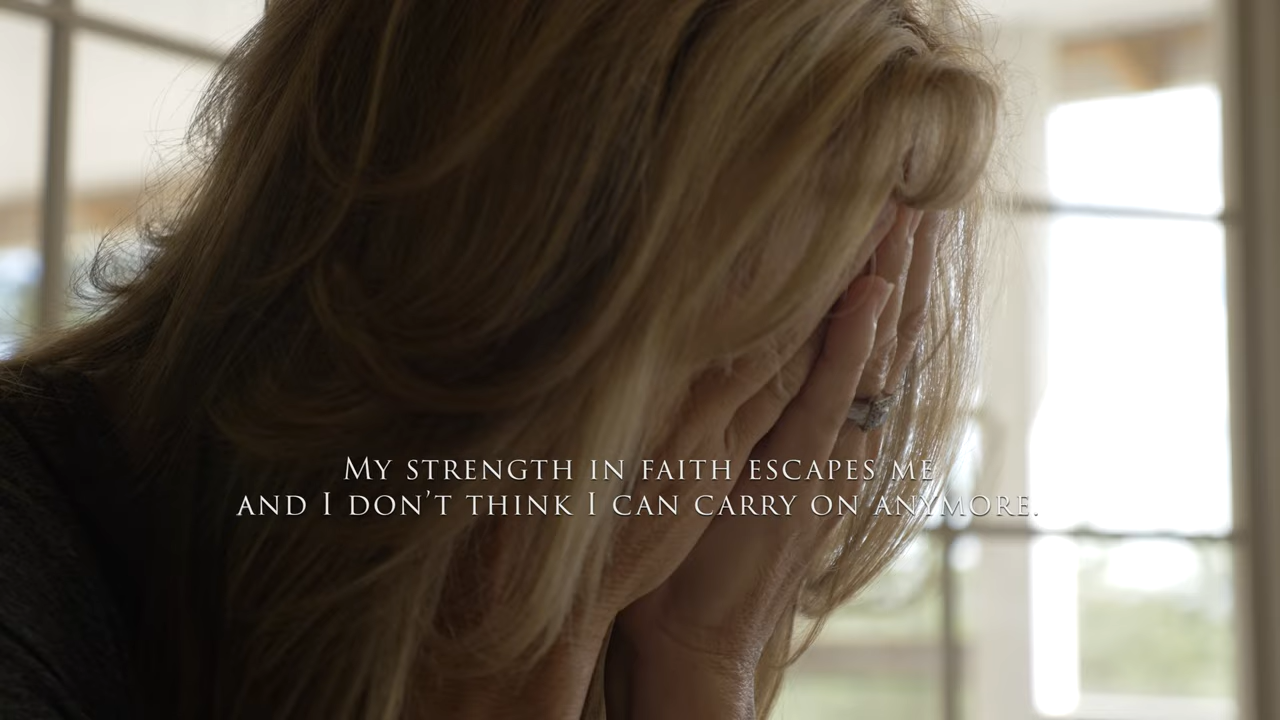 My strength in faith escapes me
and I don't think I can carry on anymore.